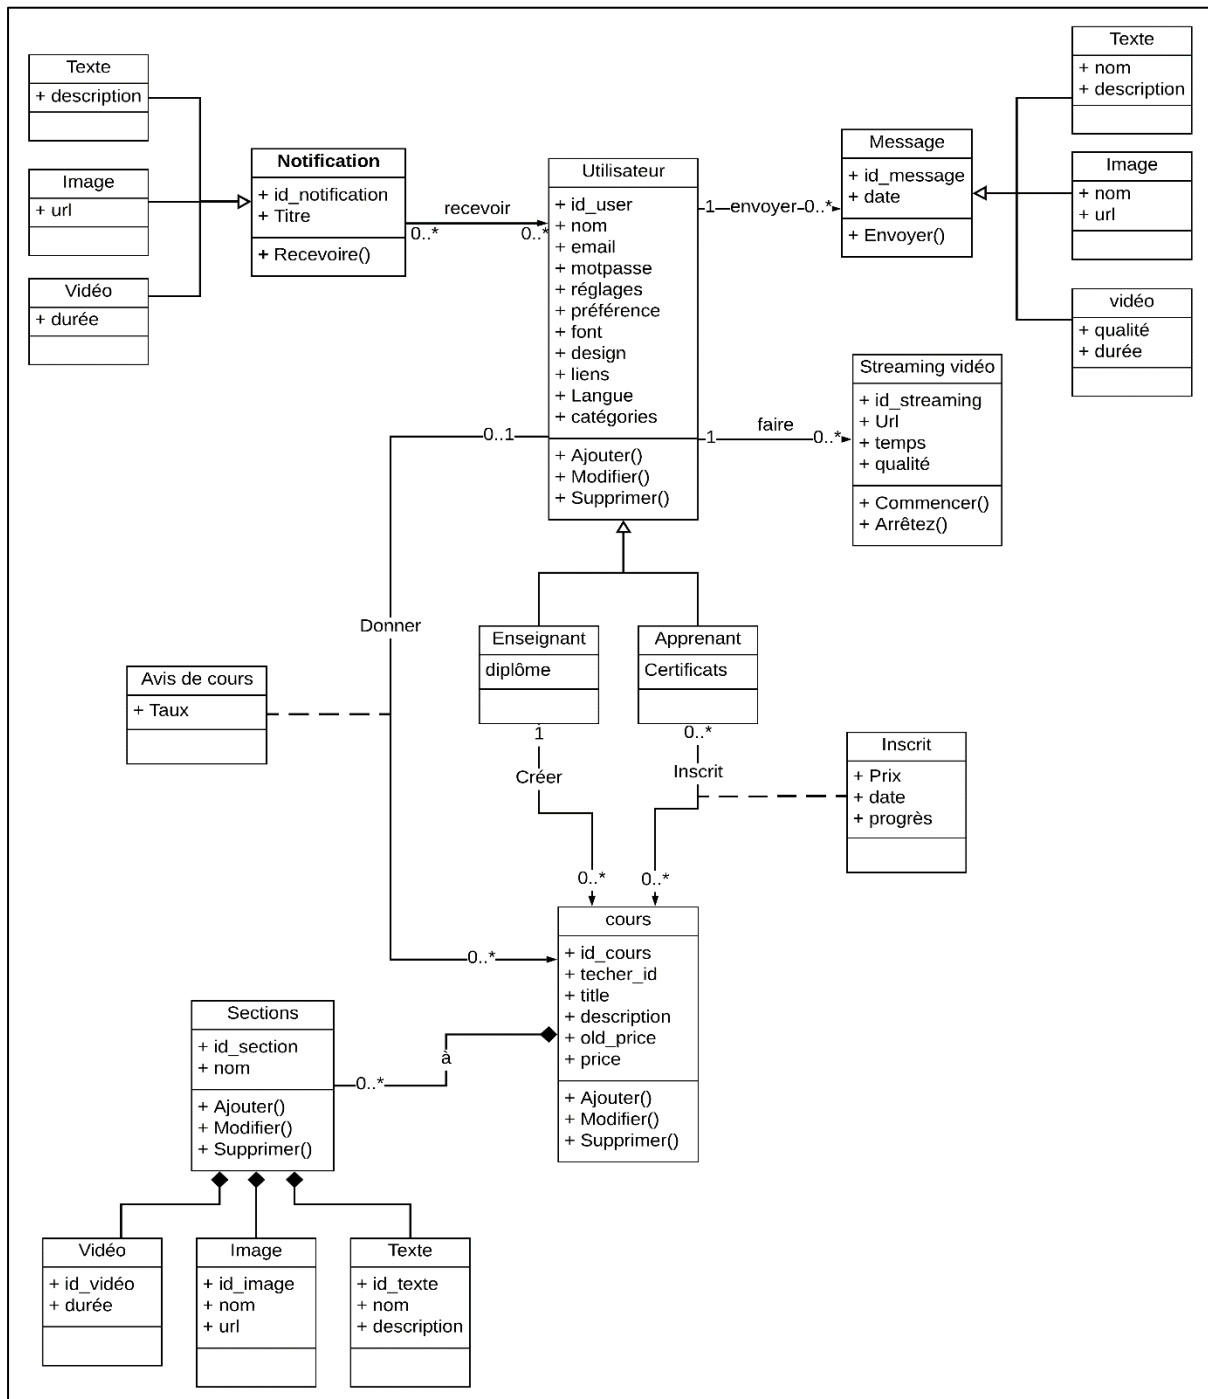 Texte
+ description
Image
+ url
Vidéo
+ durée
Notification
+ id_notification
+ Titre
+ Recevoire()
recevoir
0..*
0..*
Utilisateur
+ id_user
+ nom
+ email
+ motpasse
+ réglages
+ préférence
+ font
+ design
+ liens
+ Langue
+ catégories
+ Ajouter()
+ Modifier()
+ Supprimer()
1
envoyer
0..*
Message
+ id_message
+ date
+ Envoyer()
Texte
+ nom
+ description
Image
+ nom
+ url
vidéo
+ qualité
+ durée
1
faire
0..*
Streaming vidéo
+ id_streaming
+ Url
+ temps
+ qualité
+ Commencer()
+ Arrêtez()
0..1
Donner
0..*
Avis de cours
+ Taux
Enseignant
diplôme
1
Créer
0..*
Apprenant
Certificats
0..*
Inscrit
0..*
Inscrit
+ Prix
+ date
+ progrès
cours
+ id_cours
+ techer_id
+ title
+ description
+ old_price
+ price
+ Ajouter()
+ Modifier()
+ Supprimer()
à
0..*
Sections
+ id_section
+ nom
+ Ajouter()
+ Modifier()
+ Supprimer()
Vidéo
+ id_vidéo
+ durée
Image
+ id_image
+ nom
+ url
Texte
+ id_texte
+ nom
+ description